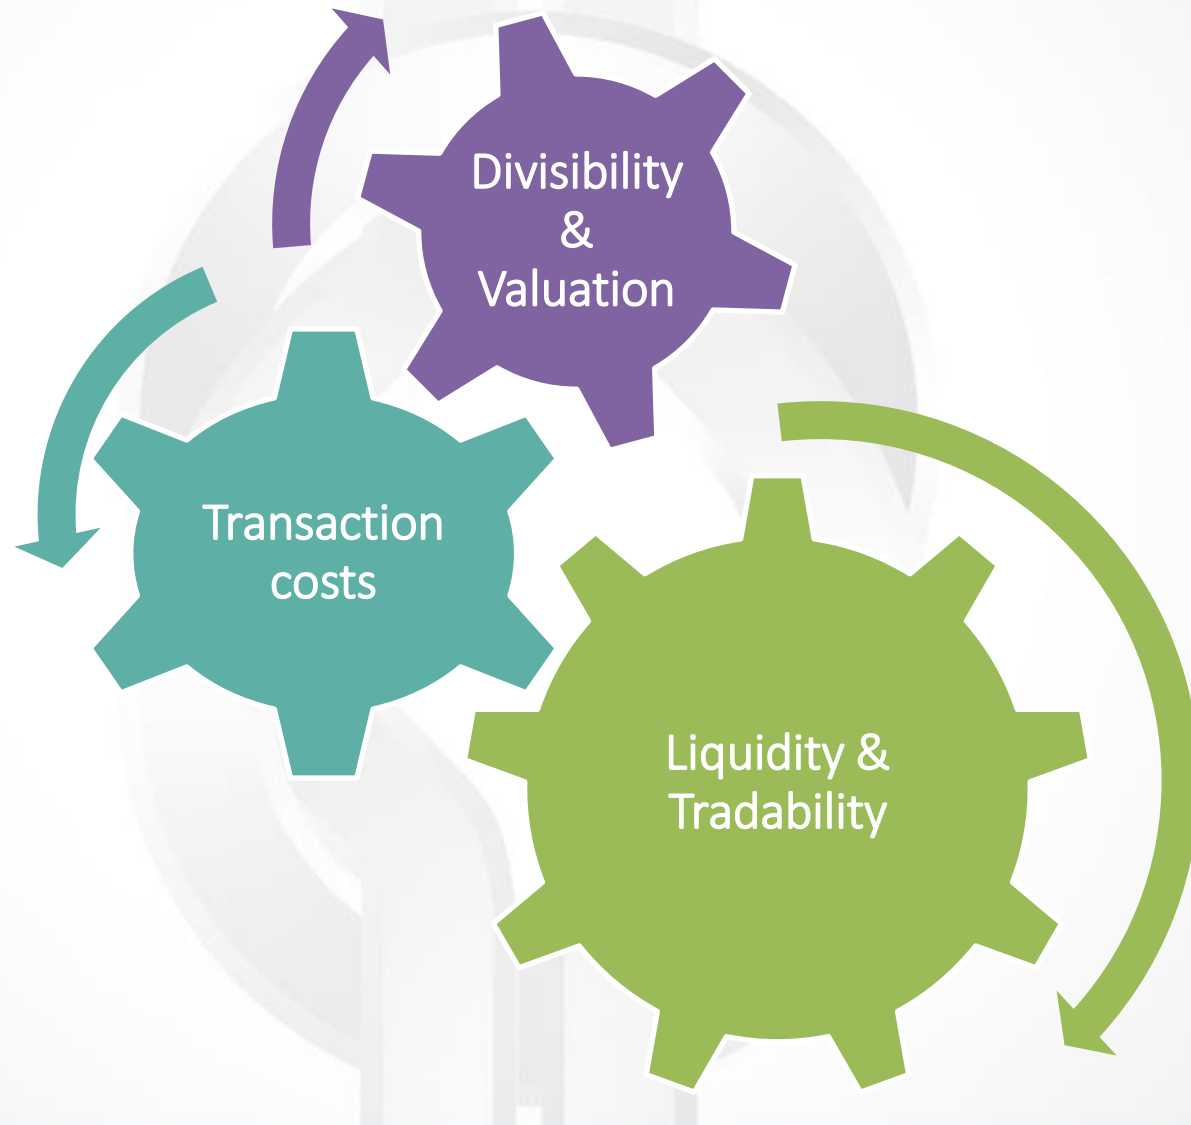 Divisibility
&
Valuation
Transaction
costs
Liquidity &
Tradability